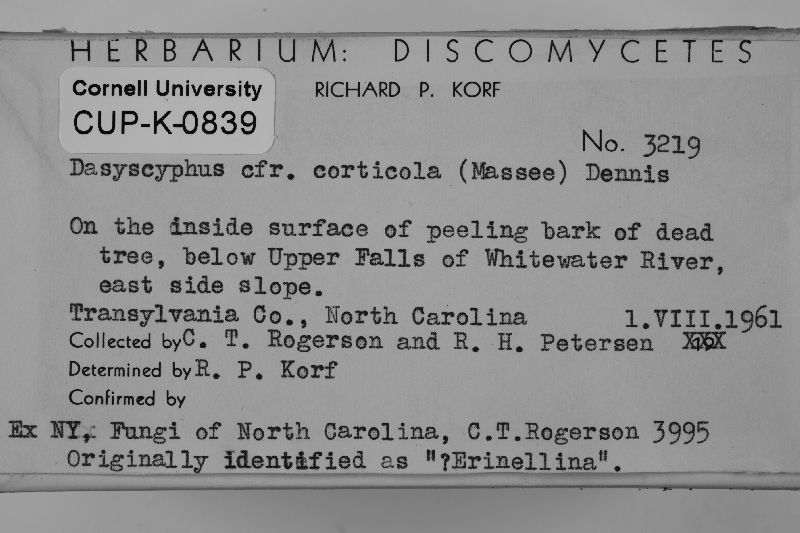 HERBARIUM: DISCOMYCETES
Cornell University
CUP-K-0839
RICHARD P. KORF
No. 3219
Dasyscyphus cfr. corticola (Massee) Dennis
On the inside surface of peeling bark of dead
tree, below Upper Falls of Whitewater River,
east side slope.
Transylvania Co., North Carolina 1.VIII.1961
Collected by C. T. Rogerson and R. H. Petersen
Determined by R. P. Korf
Confirmed by
Ex NY, Fungi of North Carolina, C.T.Rogerson 3995
Originally identified as "?Erinellina".